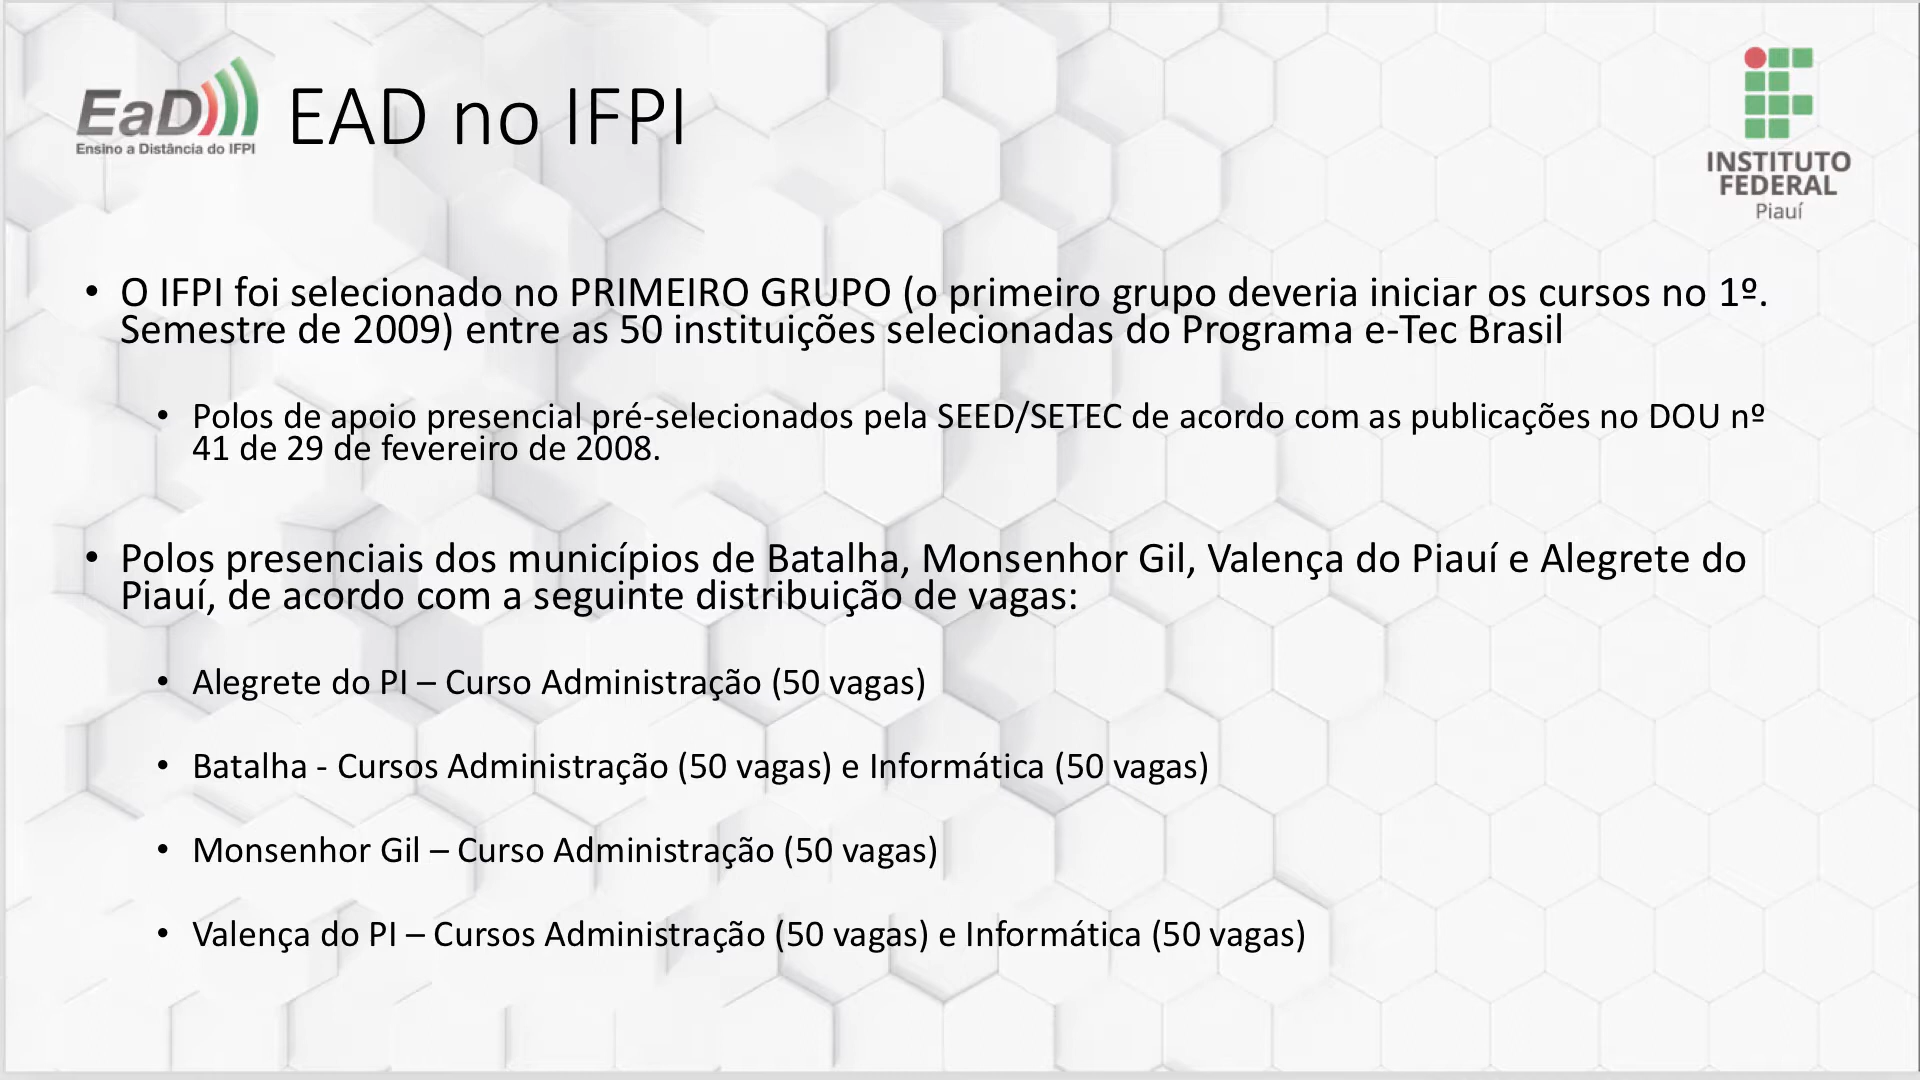 EaD
Ensino a Distância do IFPI
EAD no IFPI
INSTITUTO
FEDERAL
Piauí
• O IFPI foi selecionado no PRIMEIRO GRUPO (o primeiro grupo deveria iniciar os cursos no 1º.
Semestre de 2009) entre as 50 instituições selecionadas do Programa e-Tec Brasil
• Polos de apoio presencial pré-selecionados pela SEED/SETEC de acordo com as publicações no DOU nº
41 de 29 de fevereiro de 2008.
• Polos presenciais dos municípios de Batalha, Monsenhor Gil, Valença do Piauí e Alegrete do
Piauí, de acordo com a seguinte distribuição de vagas:
• Alegrete do PI – Curso Administração (50 vagas)
• Batalha - Cursos Administração (50 vagas) e Informática (50 vagas)
• Monsenhor Gil – Curso Administração (50 vagas)
• Valença do PI – Cursos Administração (50 vagas) e Informática (50 vagas)